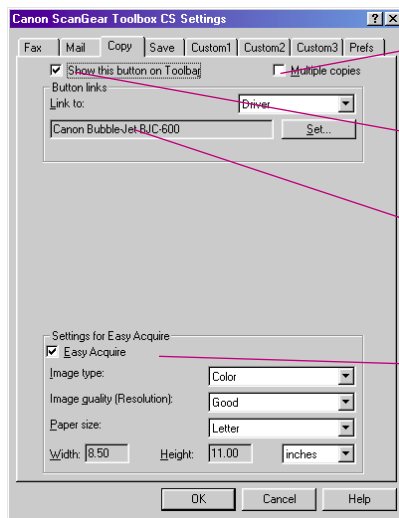 Canon ScanGear Toolbox CS Settings
Fax Mail Copy Save Custom1 Custom2 Custom3 Prefs
Show this button on Toolbar Multiple copies
Button links
Link to: Driver
Canon Bubble-Jet BJC-600 Set...
Settings for Easy Acquire
Easy Acquire
Image type: Color
Image quality (Resolution): Good
Paper size: Letter
Width: 8.50 Height: 11.00 inches
OK Cancel Help